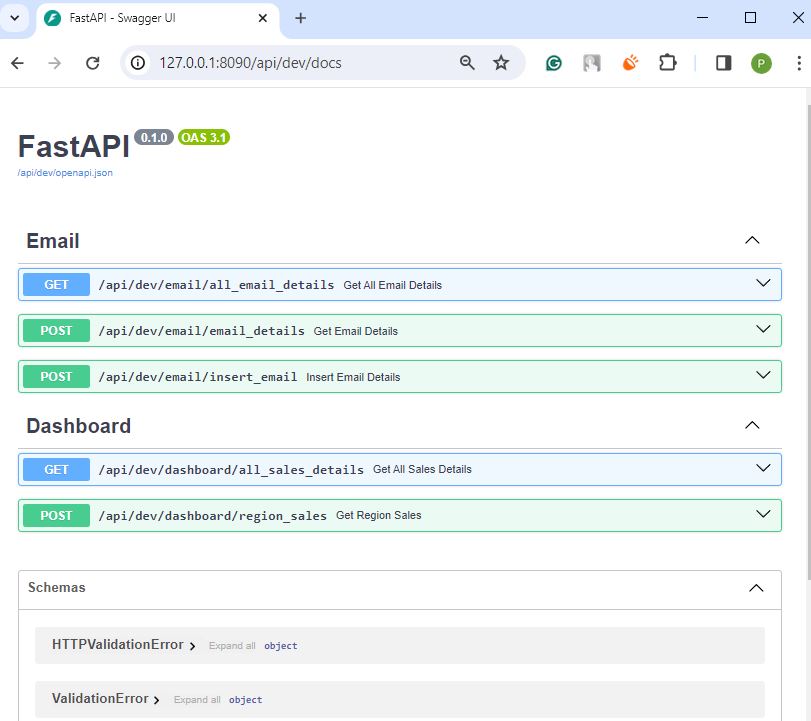 FastAPI - Swagger UI
127.0.0.1:8090/api/dev/docs
P
FastAPI 0.1.0 OAS 3.1
/api/dev/openapi.json
Email
GET /api/dev/email/all_email_details Get All Email Details
POST /api/dev/email/email_details Get Email Details
POST /api/dev/email/insert_email Insert Email Details
Dashboard
GET /api/dev/dashboard/all_sales_details Get All Sales Details
POST /api/dev/dashboard/region_sales Get Region Sales
Schemas
HTTPValidationError Expand all object
ValidationError Expand all object